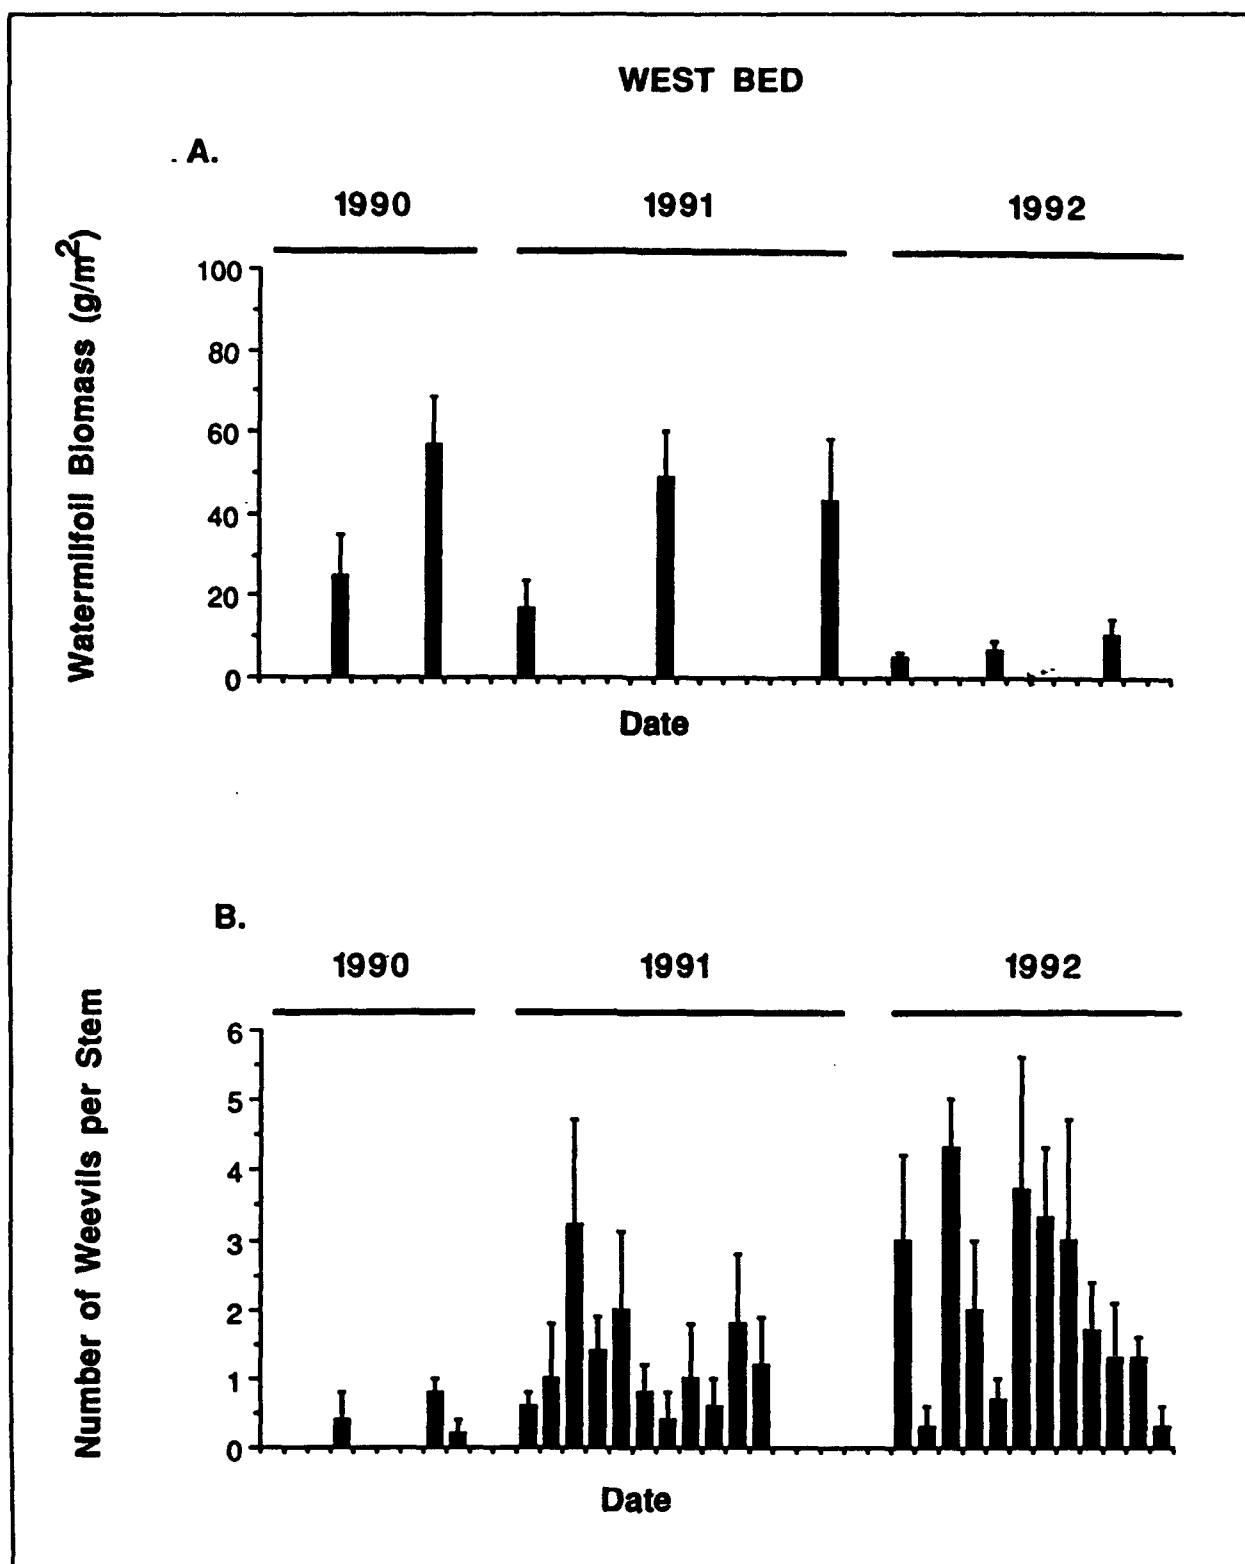 WEST BED
A.
1990 1991 1992
Watermilfoil Biomass (g/m²)
100
80
60
40
20
0
Date
B.
1990 1991 1992
Number of Weevils per Stem
6
5
4
3
2
1
0
Date